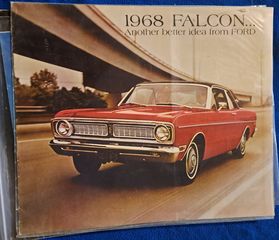 1968 FALCON...
Another better idea from FORD